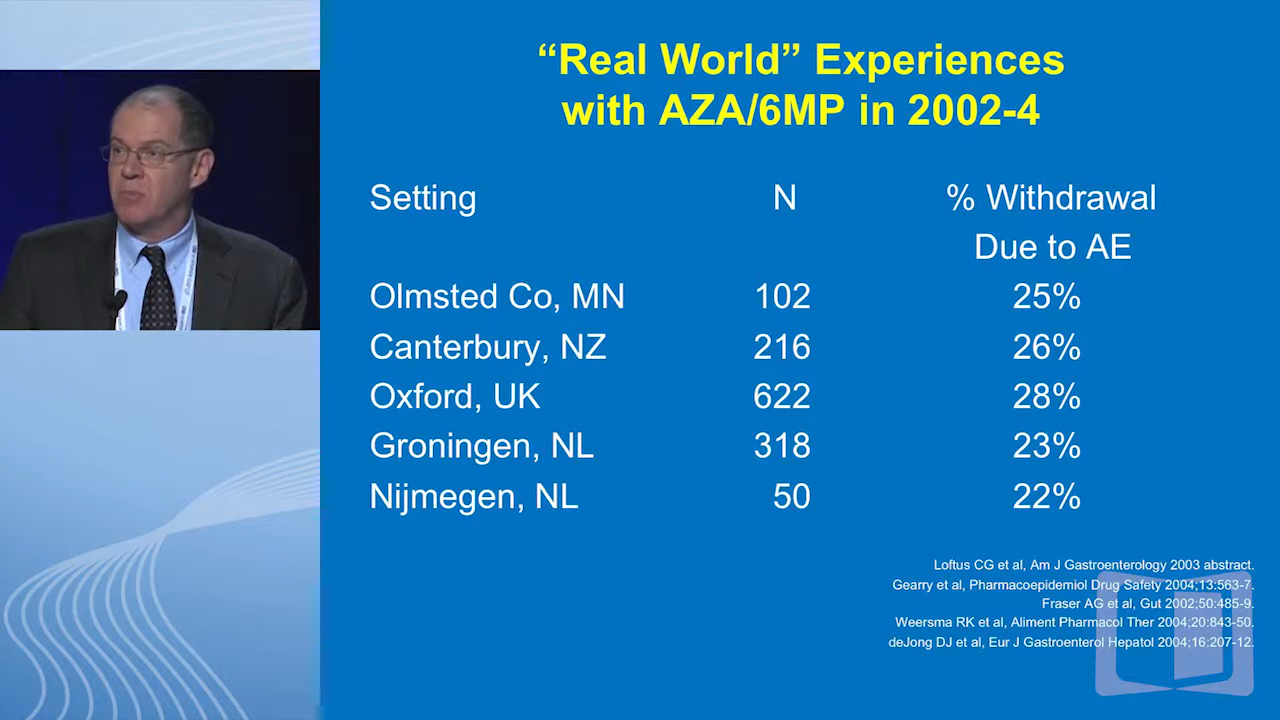 “Real World” Experiences
with AZA/6MP in 2002-4
Setting N % Withdrawal
Due to AE
Olmsted Co, MN 102 25%
Canterbury, NZ 216 26%
Oxford, UK 622 28%
Groningen, NL 318 23%
Nijmegen, NL 50 22%
Loftus CG et al, Am J Gastroenterology 2003 abstract.
Gearry et al, Pharmacoepidemiol Drug Safety 2004;13:563-7.
Fraser AG et al, Gut 2002;50:485-9.
Weersma RK et al, Aliment Pharmacol Ther 2004;20:843-50.
deJong DJ et al, Eur J Gastroenterol Hepatol 2004;16:207-12.